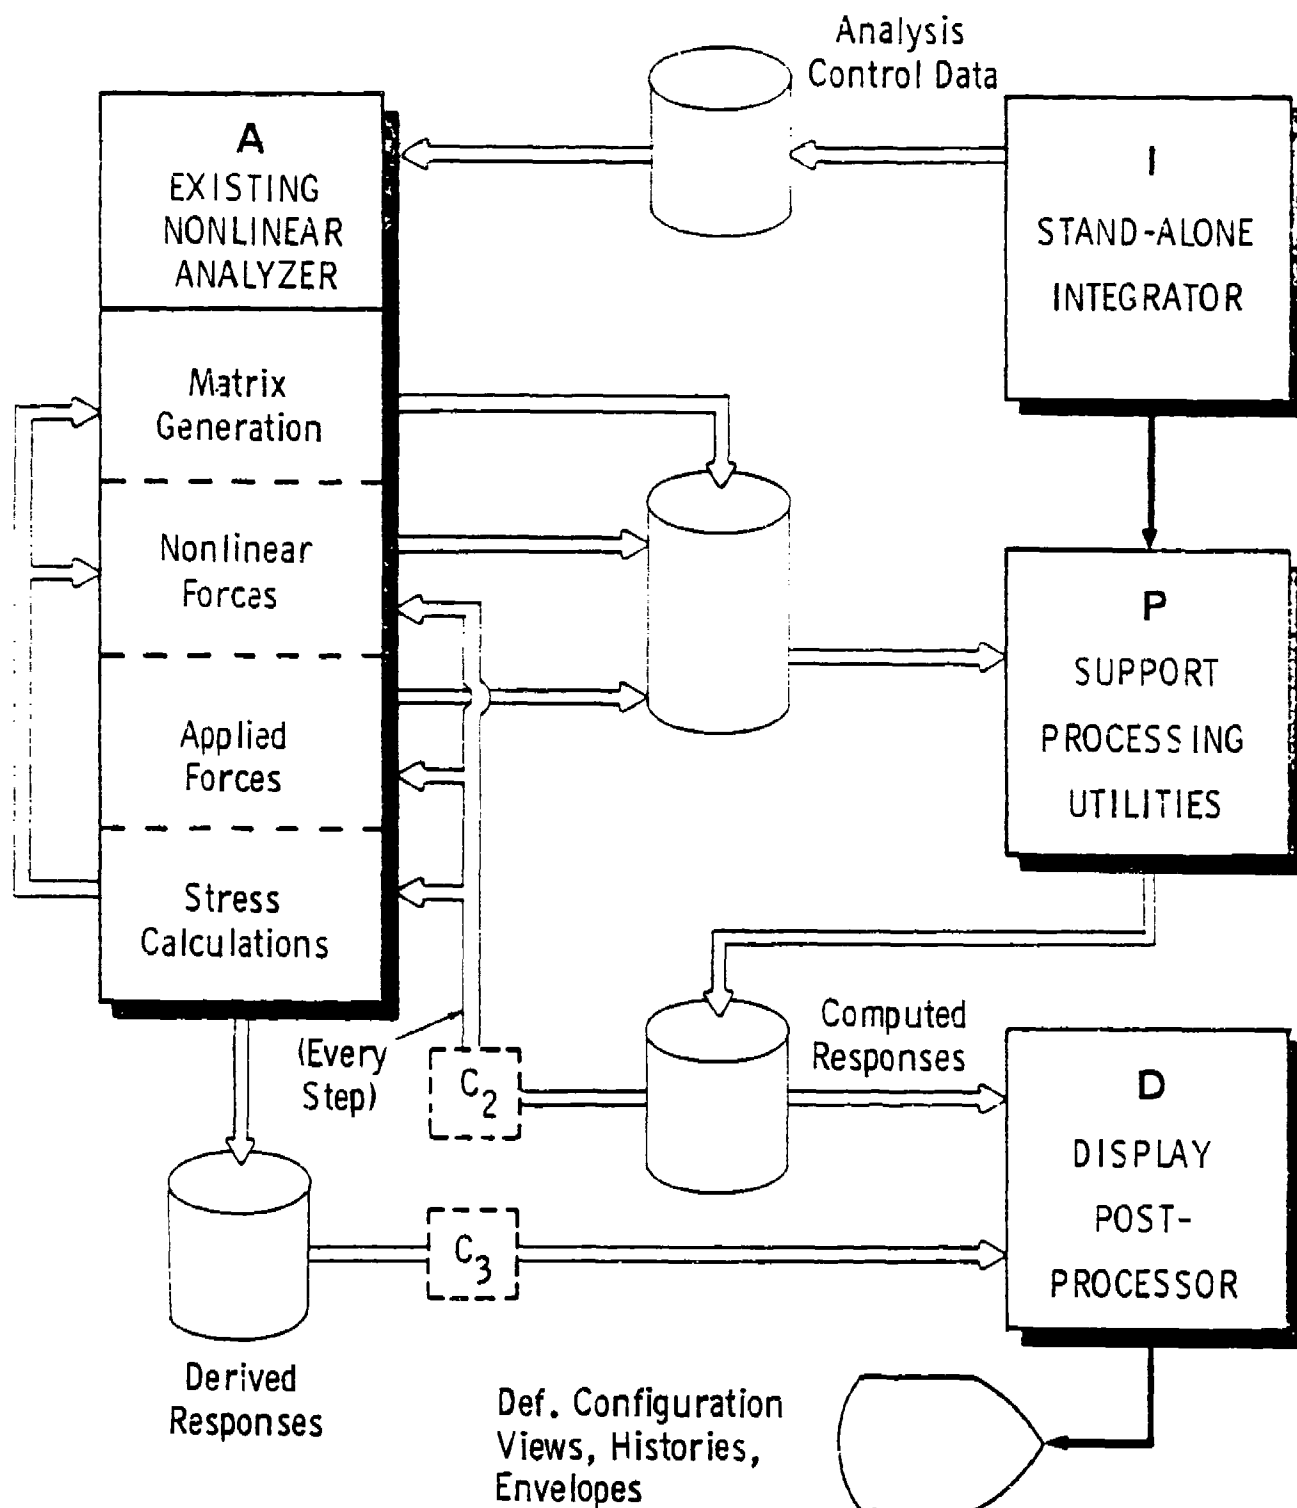 Analysis
Control Data
A
EXISTING
NONLINEAR
ANALYZER
I
STAND-ALONE
INTEGRATOR
Matrix
Generation
Nonlinear
Forces
P
SUPPORT
PROCESSING
UTILITIES
Applied
Forces
Stress
Calculations
(Every
Step)
C2
Computed
Responses
D
DISPLAY
POST-
PROCESSOR
C3
Derived
Responses
Def. Configuration
Views, Histories,
Envelopes